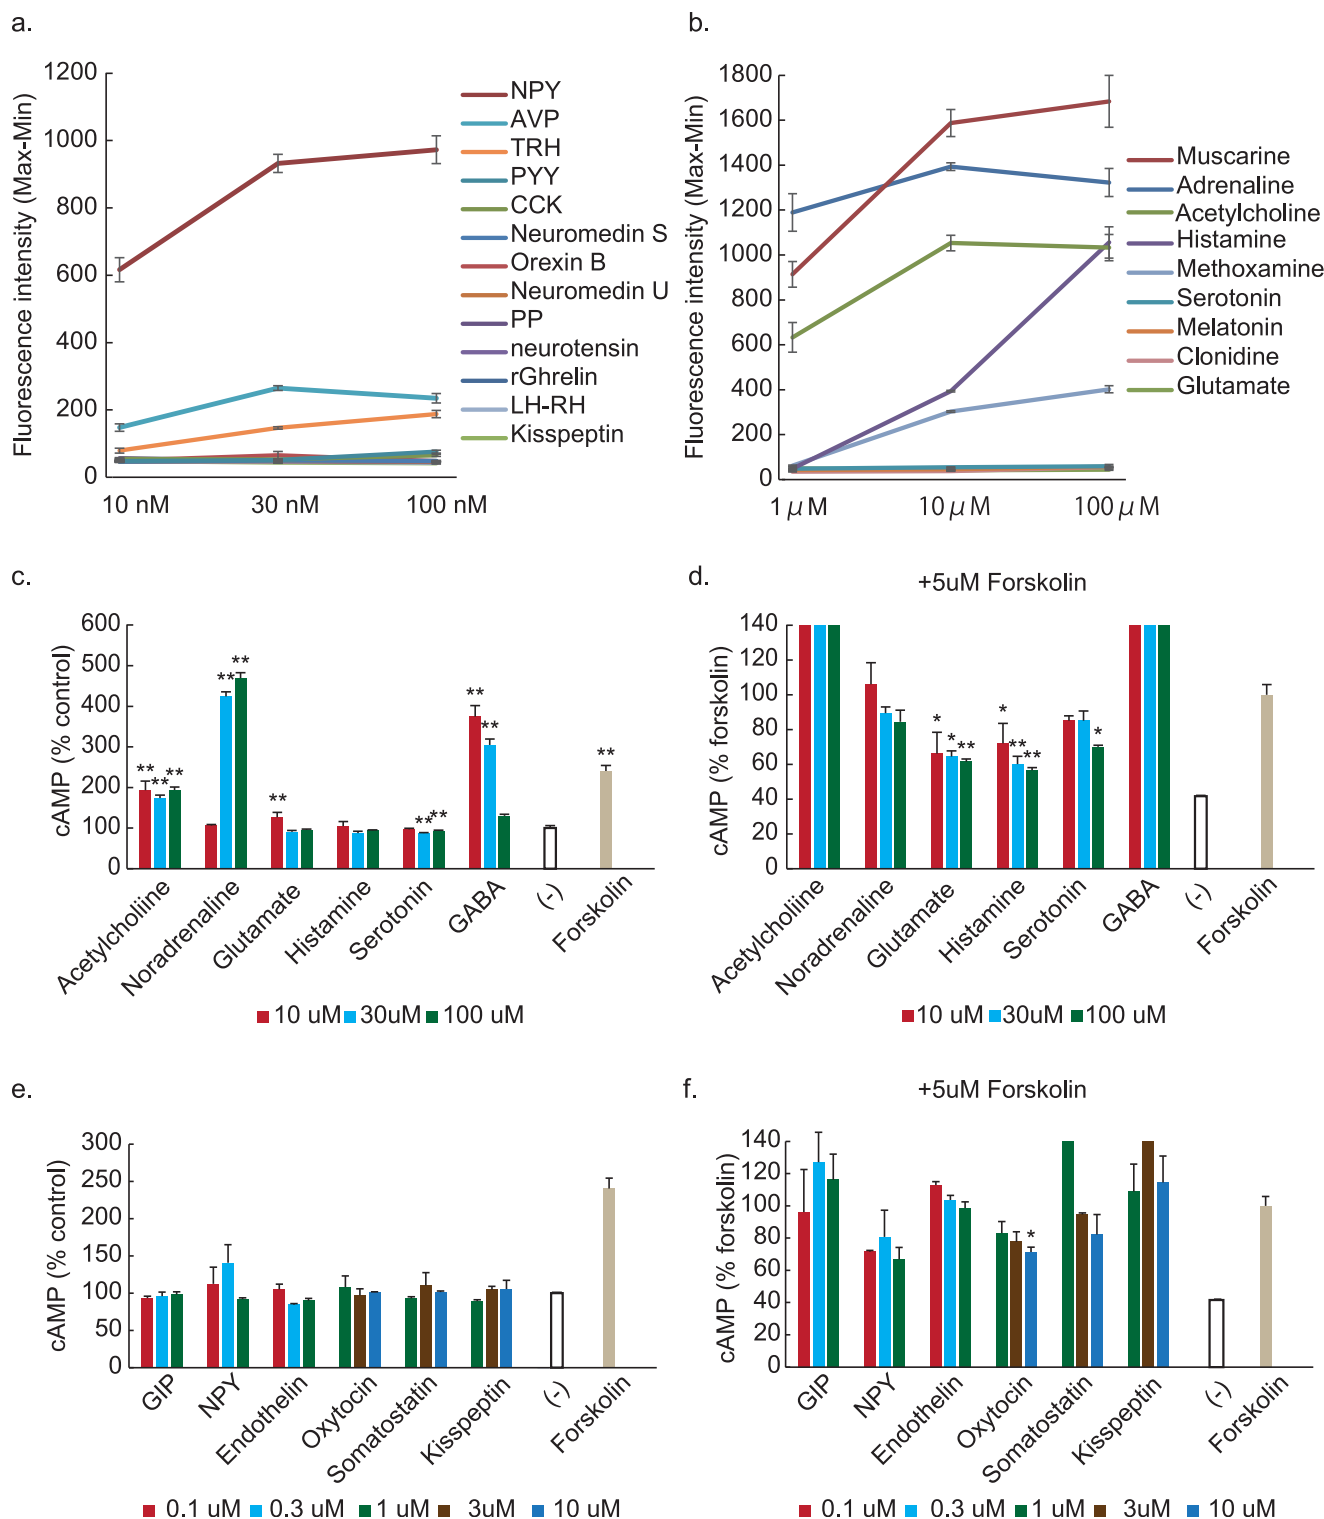 a.
Fluorescence intensity (Max-Min)
1200
1000
800
600
400
200
0
10 nM 30 nM 100 nM
NPY
AVP
TRH
PYY
CCK
Neuromedin S
Orexin B
Neuromedin U
PP
neurotensin
rGhrelin
LH-RH
Kisspeptin
b.
Fluorescence intensity (Max-Min)
1800
1600
1400
1200
1000
800
600
400
200
0
1 μM 10 μM 100 μM
Muscarine
Adrenaline
Acetylcholine
Histamine
Methoxamine
Serotonin
Melatonin
Clonidine
Glutamate
c.
cAMP (% control)
600
500
400
300
200
100
0
** ** ** ** ** ** ** ** ** ** **
Acetylcholiine Noradrenaline Glutamate Histamine Serotonin GABA (-) Forskolin
10 uM 30uM 100 uM
d.
+5uM Forskolin
cAMP (% forskolin)
140
120
100
80
60
40
20
0
* * ** * ** ** *
Acetylcholiine Noradrenaline Glutamate Histamine Serotonin GABA (-) Forskolin
10 uM 30uM 100 uM
e.
cAMP (% control)
300
250
200
150
100
50
0
GIP NPY Endothelin Oxytocin Somatostatin Kisspeptin (-) Forskolin
0.1 uM 0.3 uM 1 uM 3uM 10 uM
f.
+5uM Forskolin
cAMP (% forskolin)
140
120
100
80
60
40
20
0
*
GIP NPY Endothelin Oxytocin Somatostatin Kisspeptin (-) Forskolin
0.1 uM 0.3 uM 1 uM 3uM 10 uM